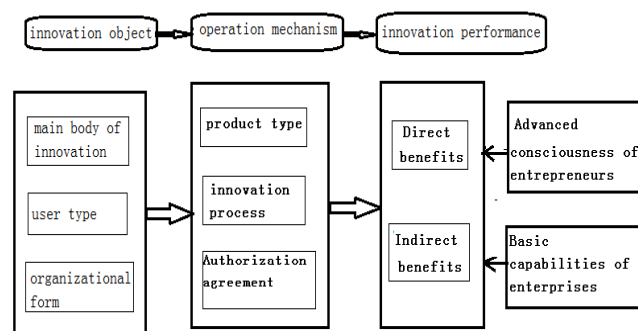 innovation object
operation mechanism
innovation performance
main body of
innovation
user type
organizational
form
product type
innovation
process
Authorization
agreement
Direct
benefits
Indirect
benefits
Advanced
consciousness of
entrepreneurs
Basic
capabilities of
enterprises